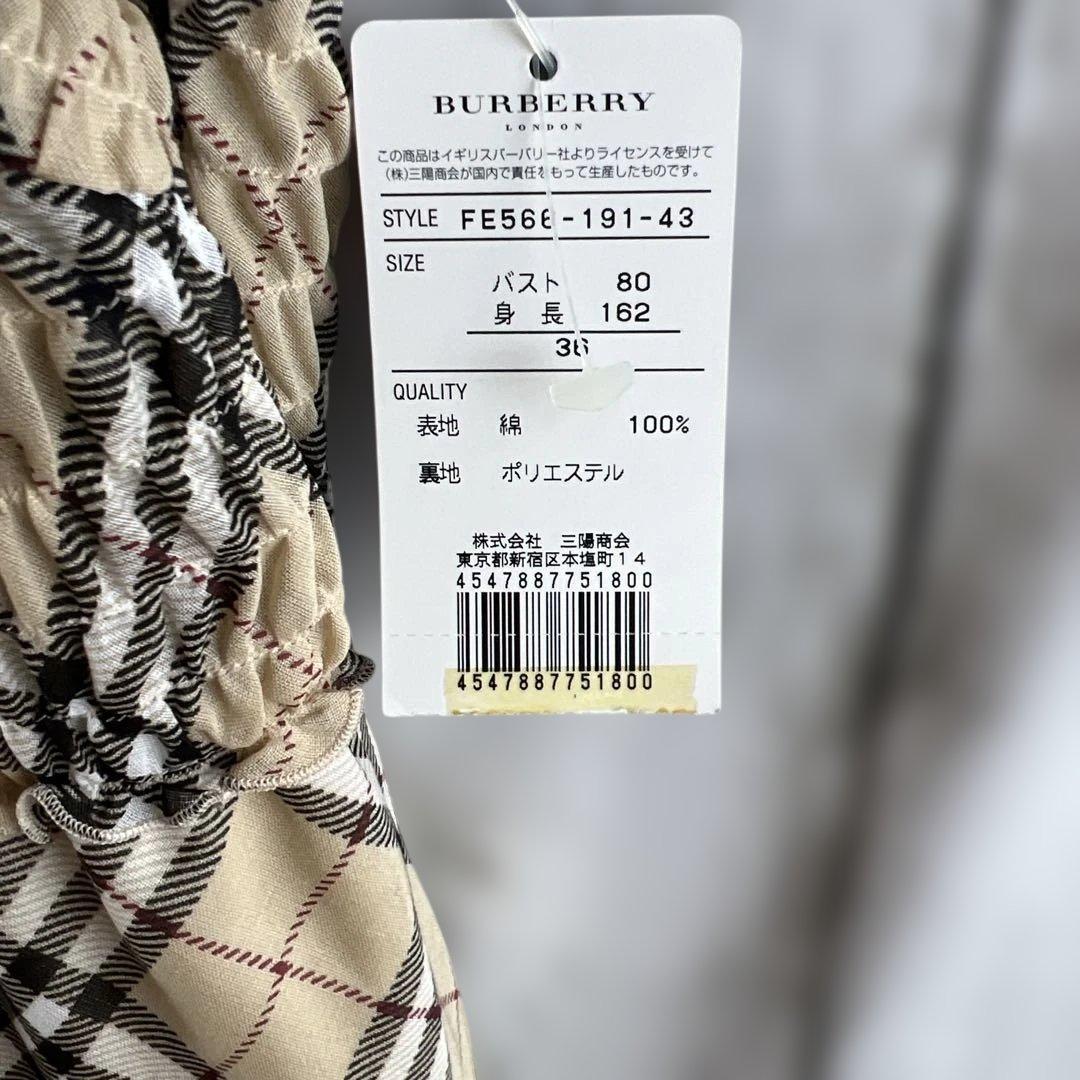 BURBERRY
LONDON
この商品はイギリスバーバリー社よりライセンスを受けて
(株)三陽商会が国内で責任をもって生産したものです。
STYLE FE566-191-43
SIZE
バスト 80
身 長 162
36
QUALITY
表地 綿 100%
裏地 ポリエステル
株式会社 三陽商会
東京都新宿区本塩町14
4547887751800
4547887751800